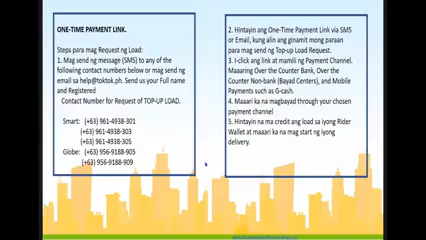 ONE-TIME PAYMENT LINK.
Steps para mag Request ng Load:
1. Mag send ng message (SMS) to any of the
following contact numbers below or mag send ng
email sa help@toktok.ph. Send us your Full name
and Registered
Contact Number for Request of TOP-UP LOAD.
Smart: (+63) 961-4938-301
(+63) 961-4938-303
(+63) 961-4938-305
Globe: (+63) 956-9188-905
(+63) 956-9188-909
2. Hintayin ang One-Time Payment Link via SMS
or Email, kung alin ang ginamit mong paraan
para mag send ng Top-up Load Request.
3. I-click ang link at mamili ng Payment Channel.
Maaaring Over the Counter Bank, Over the
Counter Non-bank (Bayad Centers), and Mobile
Payments such as G-cash.
4. Maaari ka na magbayad through your chosen
payment channel
5. Hintayin na ma credit ang load sa iyong Rider
Wallet at maaari ka na mag start ng iyong
delivery.